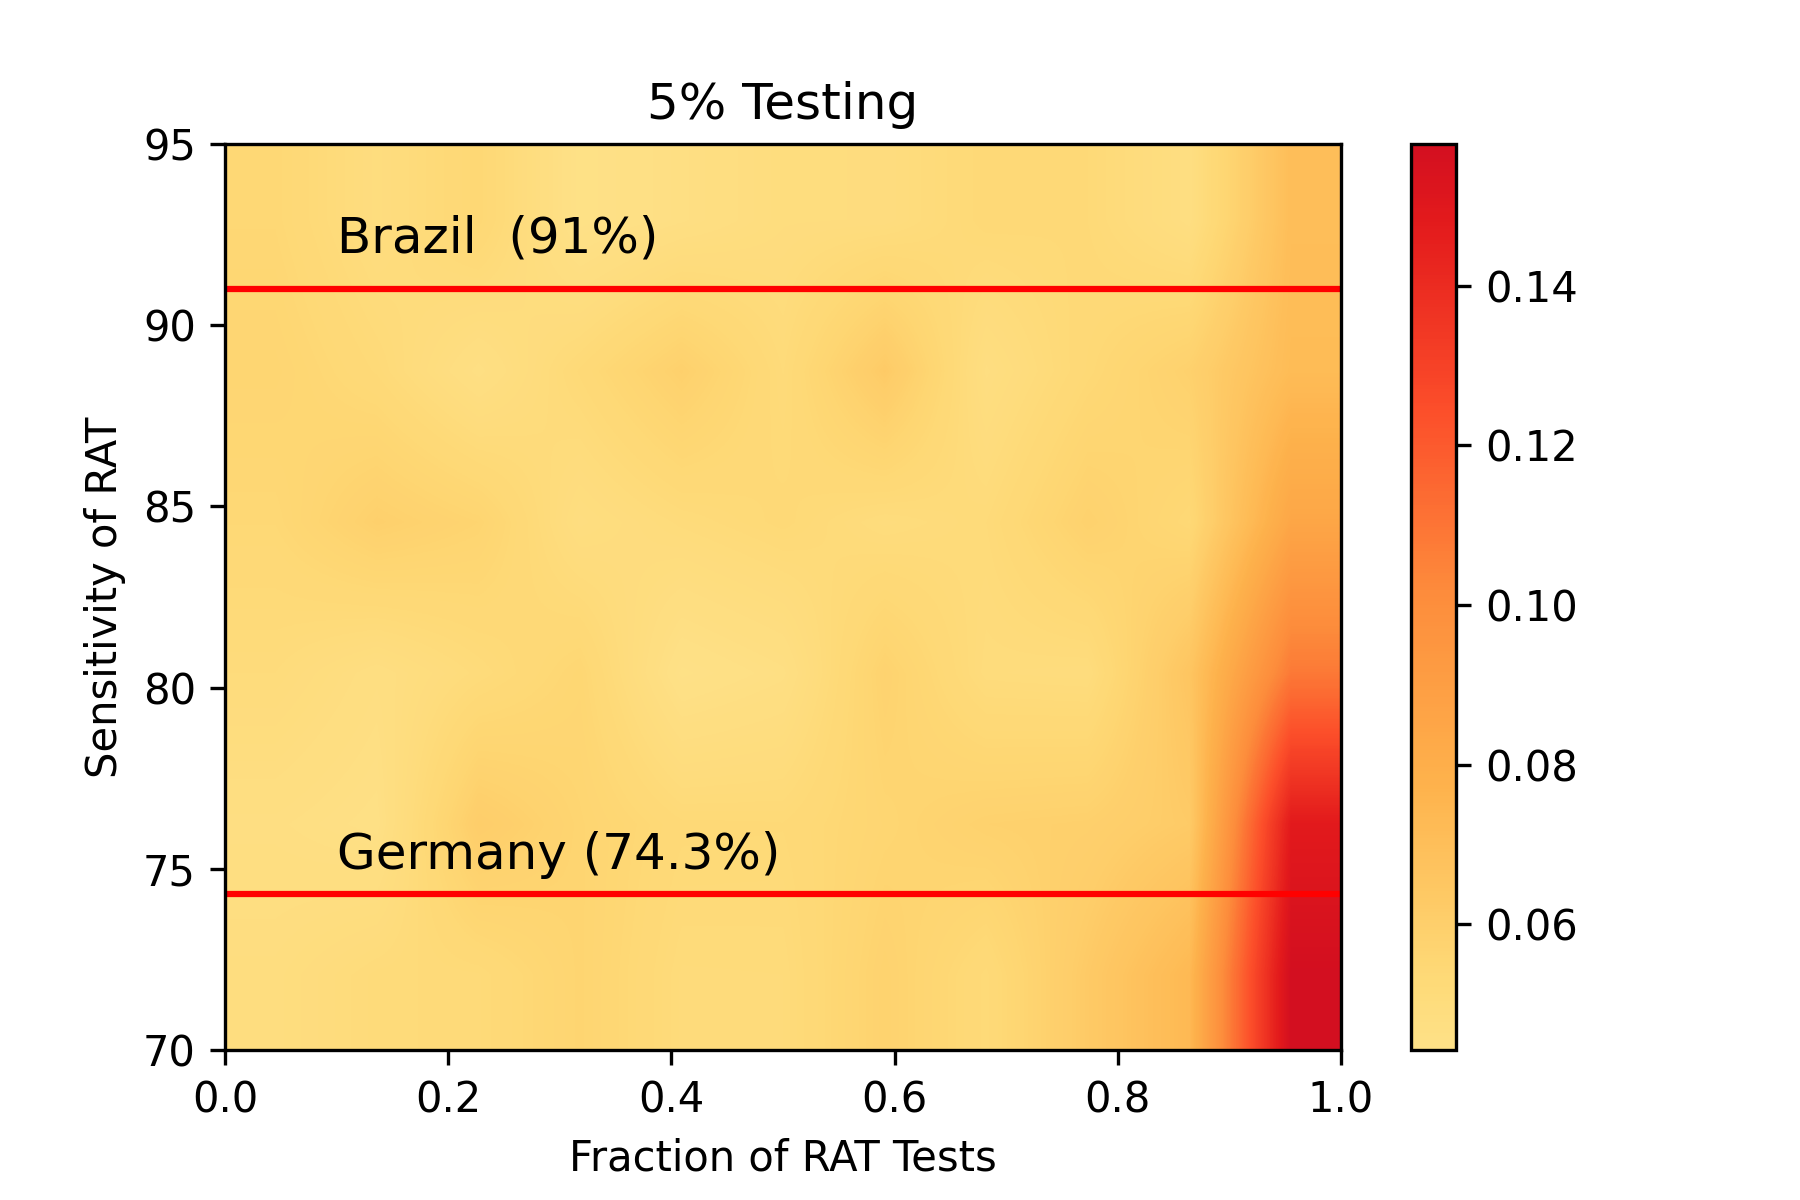 5% Testing
95
90
85
80
75
70
Sensitivity of RAT
Brazil  (91%)
Germany (74.3%)
0.0 0.2 0.4 0.6 0.8 1.0
Fraction of RAT Tests
0.14
0.12
0.10
0.08
0.06